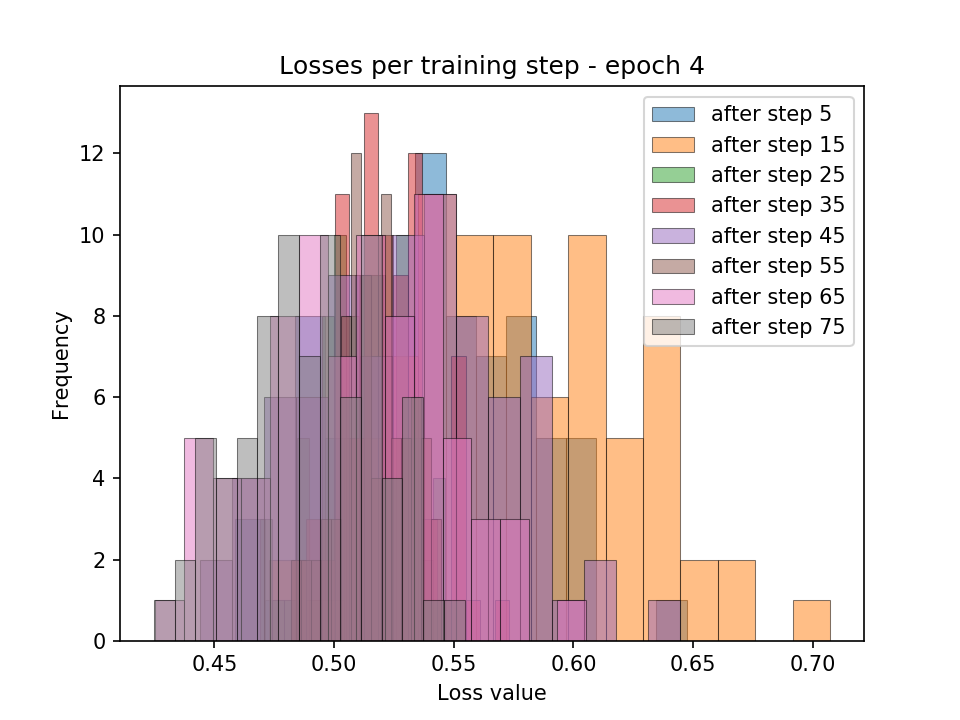 Losses per training step - epoch 4
after step 5
after step 15
after step 25
after step 35
after step 45
after step 55
after step 65
after step 75
Frequency
12
10
8
6
4
2
0
0.45 0.50 0.55 0.60 0.65 0.70
Loss value